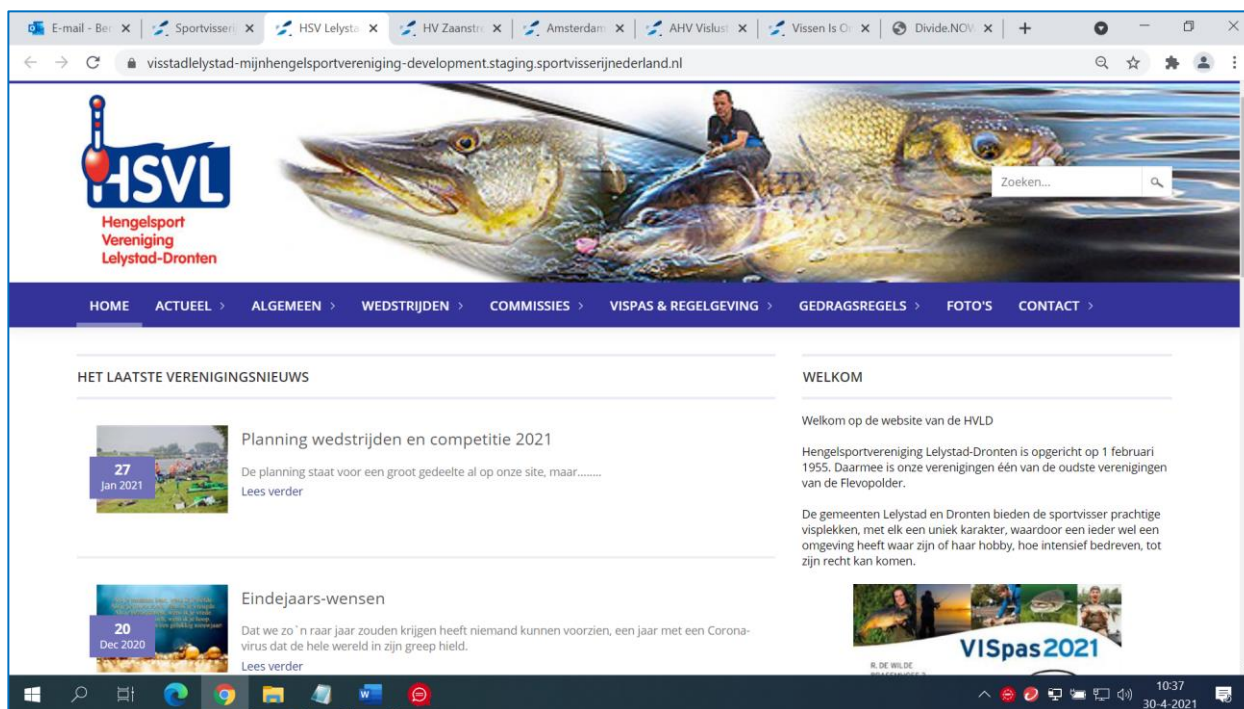 E-mail - Be
Sportvisseri
HSV Lelysta
HV Zaanstr
Amsterdam
AHV Vislust
Vissen Is O
Divide.NOV
visstadlelystad-mijnhengelsportvereniging-development.staging.sportvisserijnederland.nl
HSVL
Hengelsport
Vereniging
Lelystad-Dronten
Zoeken...
HOME ACTUEEL > ALGEMEEN > WEDSTRIJDEN > COMMISSIES > VISPAS & REGELGEVING > GEDRAGSREGELS > FOTO'S CONTACT >
HET LAATSTE VERENIGINGSNIEUWS
27
Jan 2021
Planning wedstrijden en competitie 2021
De planning staat voor een groot gedeelte al op onze site, maar........
Lees verder
20
Dec 2020
Eindejaars-wensen
Dat we zo`n raar jaar zouden krijgen heeft niemand kunnen voorzien, een jaar met een Corona-
virus dat de hele wereld in zijn greep hield.
Lees verder
WELKOM
Welkom op de website van de HVLD
Hengelsportvereniging Lelystad-Dronten is opgericht op 1 februari
1955. Daarmee is onze verenigingen één van de oudste verenigingen
van de Flevopolder.
De gemeenten Lelystad en Dronten bieden de sportvisser prachtige
visplekken, met elk een uniek karakter, waardoor een ieder wel een
omgeving heeft waar zijn of haar hobby, hoe intensief bedreven, tot
zijn recht kan komen.
VISpas 2021
R. DE WILDE
10:37
30-4-2021